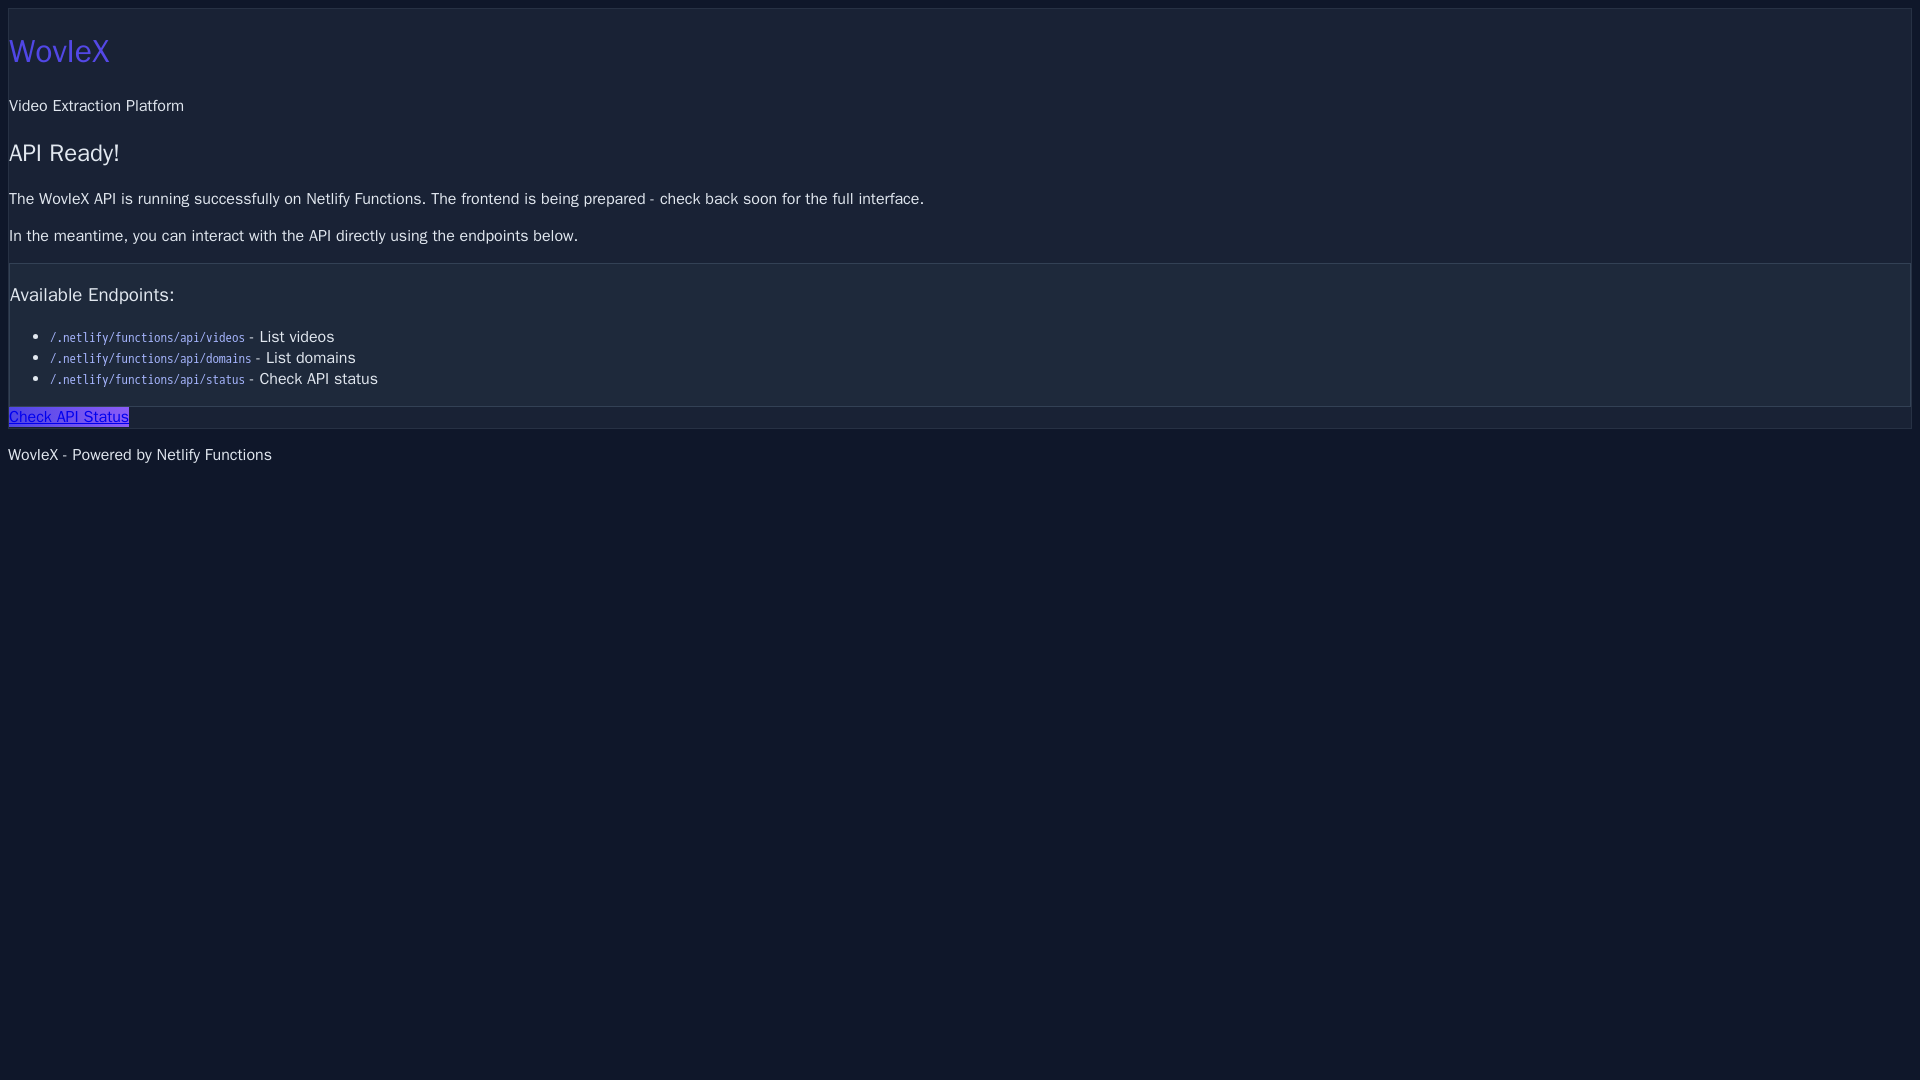 WovIeX
Video Extraction Platform
API Ready!
The WovIeX API is running successfully on Netlify Functions. The frontend is being prepared - check back soon for the full interface.
In the meantime, you can interact with the API directly using the endpoints below.
Available Endpoints:
• /.netlify/functions/api/videos - List videos
• /.netlify/functions/api/domains - List domains
• /.netlify/functions/api/status - Check API status
Check API Status
WovIeX - Powered by Netlify Functions